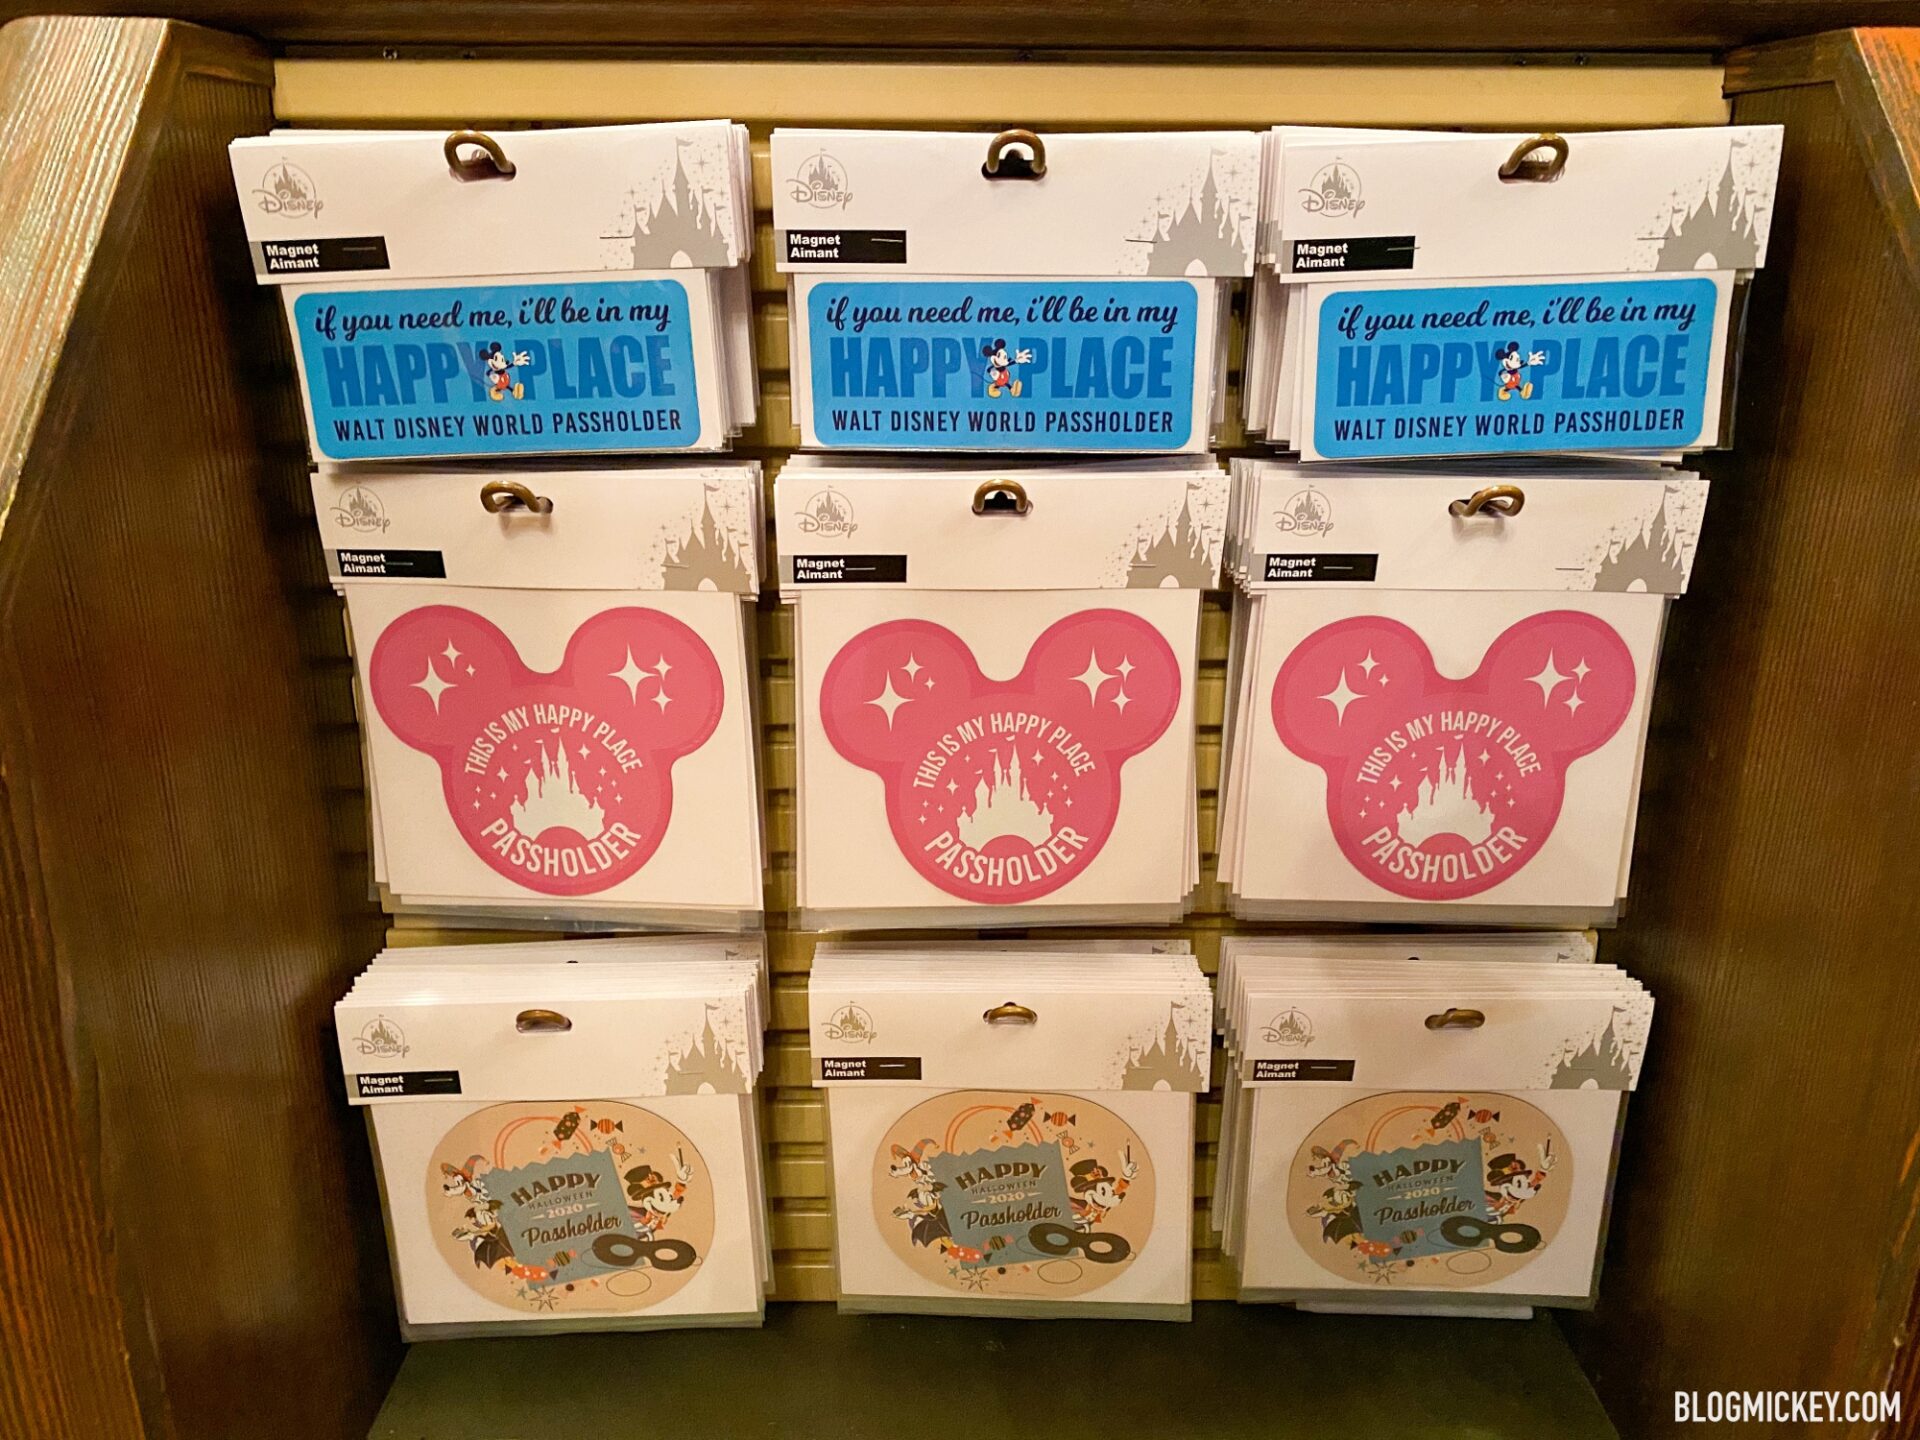 Disney
Magnet
Aimant
if you need me, i'll be in my
HAPPY PLACE
WALT DISNEY WORLD PASSHOLDER
Disney
Magnet
Aimant
if you need me, i'll be in my
HAPPY PLACE
WALT DISNEY WORLD PASSHOLDER
Disney
Magnet
Aimant
if you need me, i'll be in my
HAPPY PLACE
WALT DISNEY WORLD PASSHOLDER
Disney
Magnet
Aimant
THIS IS MY HAPPY PLACE
PASSHOLDER
Disney
Magnet
Aimant
THIS IS MY HAPPY PLACE
PASSHOLDER
Disney
Magnet
Aimant
THIS IS MY HAPPY PLACE
PASSHOLDER
Disney
Magnet
Aimant
HAPPY
HALLOWEEN
2020
Passholder
Disney
Magnet
Aimant
HAPPY
HALLOWEEN
2020
Passholder
Disney
Magnet
Aimant
HAPPY
HALLOWEEN
2020
Passholder
BLOGMICKEY.COM